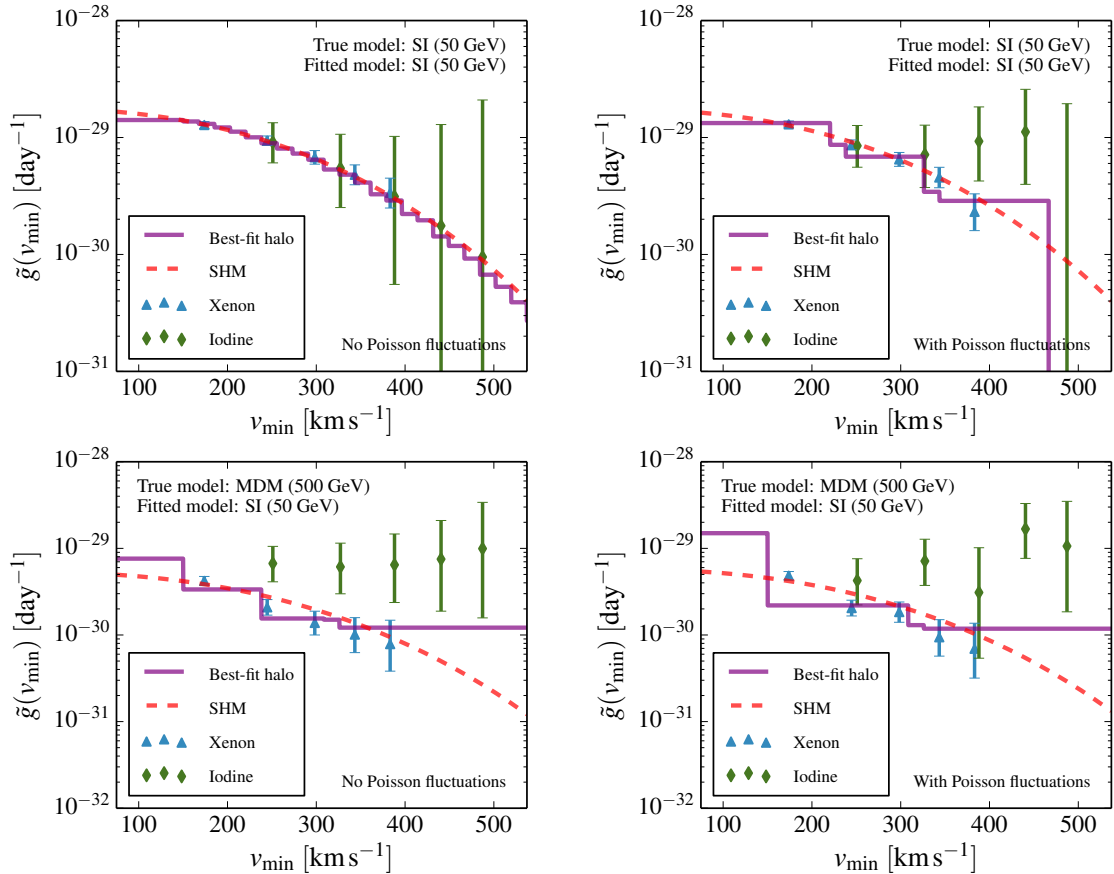 10⁻²⁸
10⁻²⁹
10⁻³⁰
10⁻³¹
g̃(v_min) [day⁻¹]
True model: SI (50 GeV)
Fitted model: SI (50 GeV)
Best-fit halo
SHM
Xenon
Iodine
No Poisson fluctuations
100 200 300 400 500
v_min [km s⁻¹]
10⁻²⁸
10⁻²⁹
10⁻³⁰
10⁻³¹
g̃(v_min) [day⁻¹]
True model: SI (50 GeV)
Fitted model: SI (50 GeV)
Best-fit halo
SHM
Xenon
Iodine
With Poisson fluctuations
100 200 300 400 500
v_min [km s⁻¹]
10⁻²⁸
10⁻²⁹
10⁻³⁰
10⁻³¹
10⁻³²
g̃(v_min) [day⁻¹]
True model: MDM (500 GeV)
Fitted model: SI (50 GeV)
Best-fit halo
SHM
Xenon
Iodine
No Poisson fluctuations
100 200 300 400 500
v_min [km s⁻¹]
10⁻²⁸
10⁻²⁹
10⁻³⁰
10⁻³¹
10⁻³²
g̃(v_min) [day⁻¹]
True model: MDM (500 GeV)
Fitted model: SI (50 GeV)
Best-fit halo
SHM
Xenon
Iodine
With Poisson fluctuations
100 200 300 400 500
v_min [km s⁻¹]